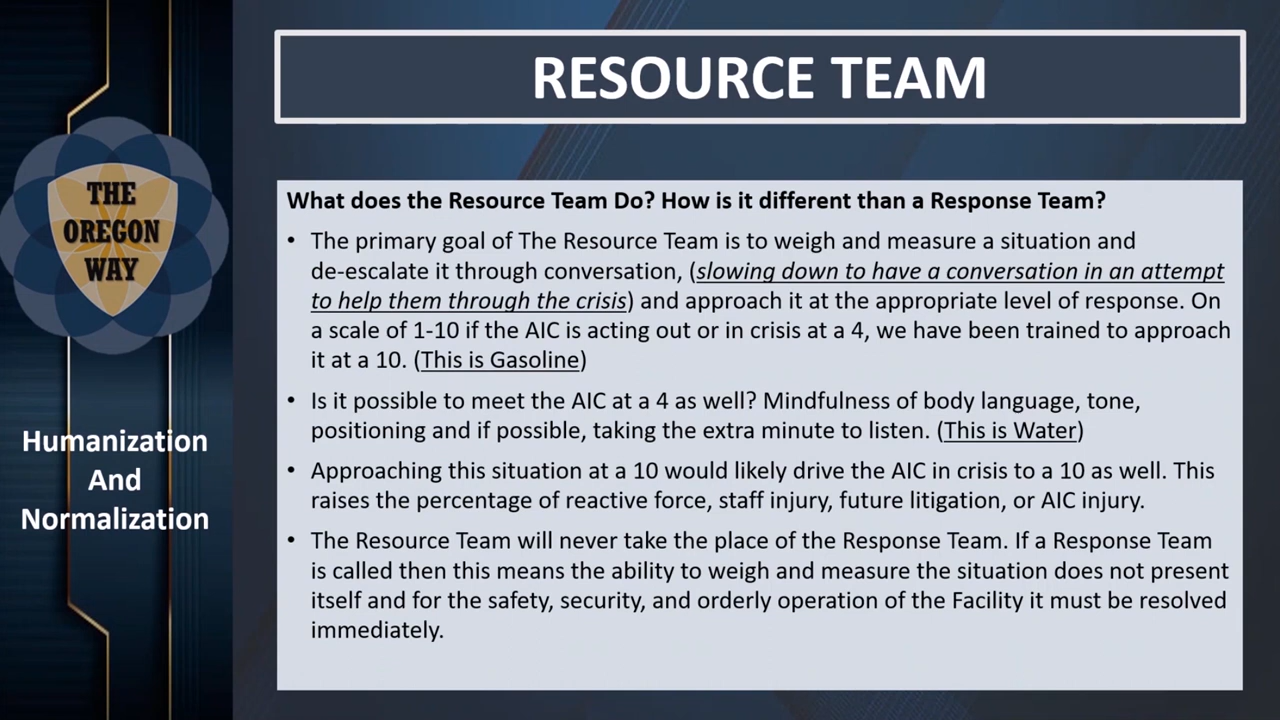 RESOURCE TEAM
THE
OREGON
WAY
Humanization
And
Normalization
What does the Resource Team Do? How is it different than a Response Team?
• The primary goal of The Resource Team is to weigh and measure a situation and
de-escalate it through conversation, (slowing down to have a conversation in an attempt
to help them through the crisis) and approach it at the appropriate level of response. On
a scale of 1-10 if the AIC is acting out or in crisis at a 4, we have been trained to approach
it at a 10. (This is Gasoline)
• Is it possible to meet the AIC at a 4 as well? Mindfulness of body language, tone,
positioning and if possible, taking the extra minute to listen. (This is Water)
• Approaching this situation at a 10 would likely drive the AIC in crisis to a 10 as well. This
raises the percentage of reactive force, staff injury, future litigation, or AIC injury.
• The Resource Team will never take the place of the Response Team. If a Response Team
is called then this means the ability to weigh and measure the situation does not present
itself and for the safety, security, and orderly operation of the Facility it must be resolved
immediately.